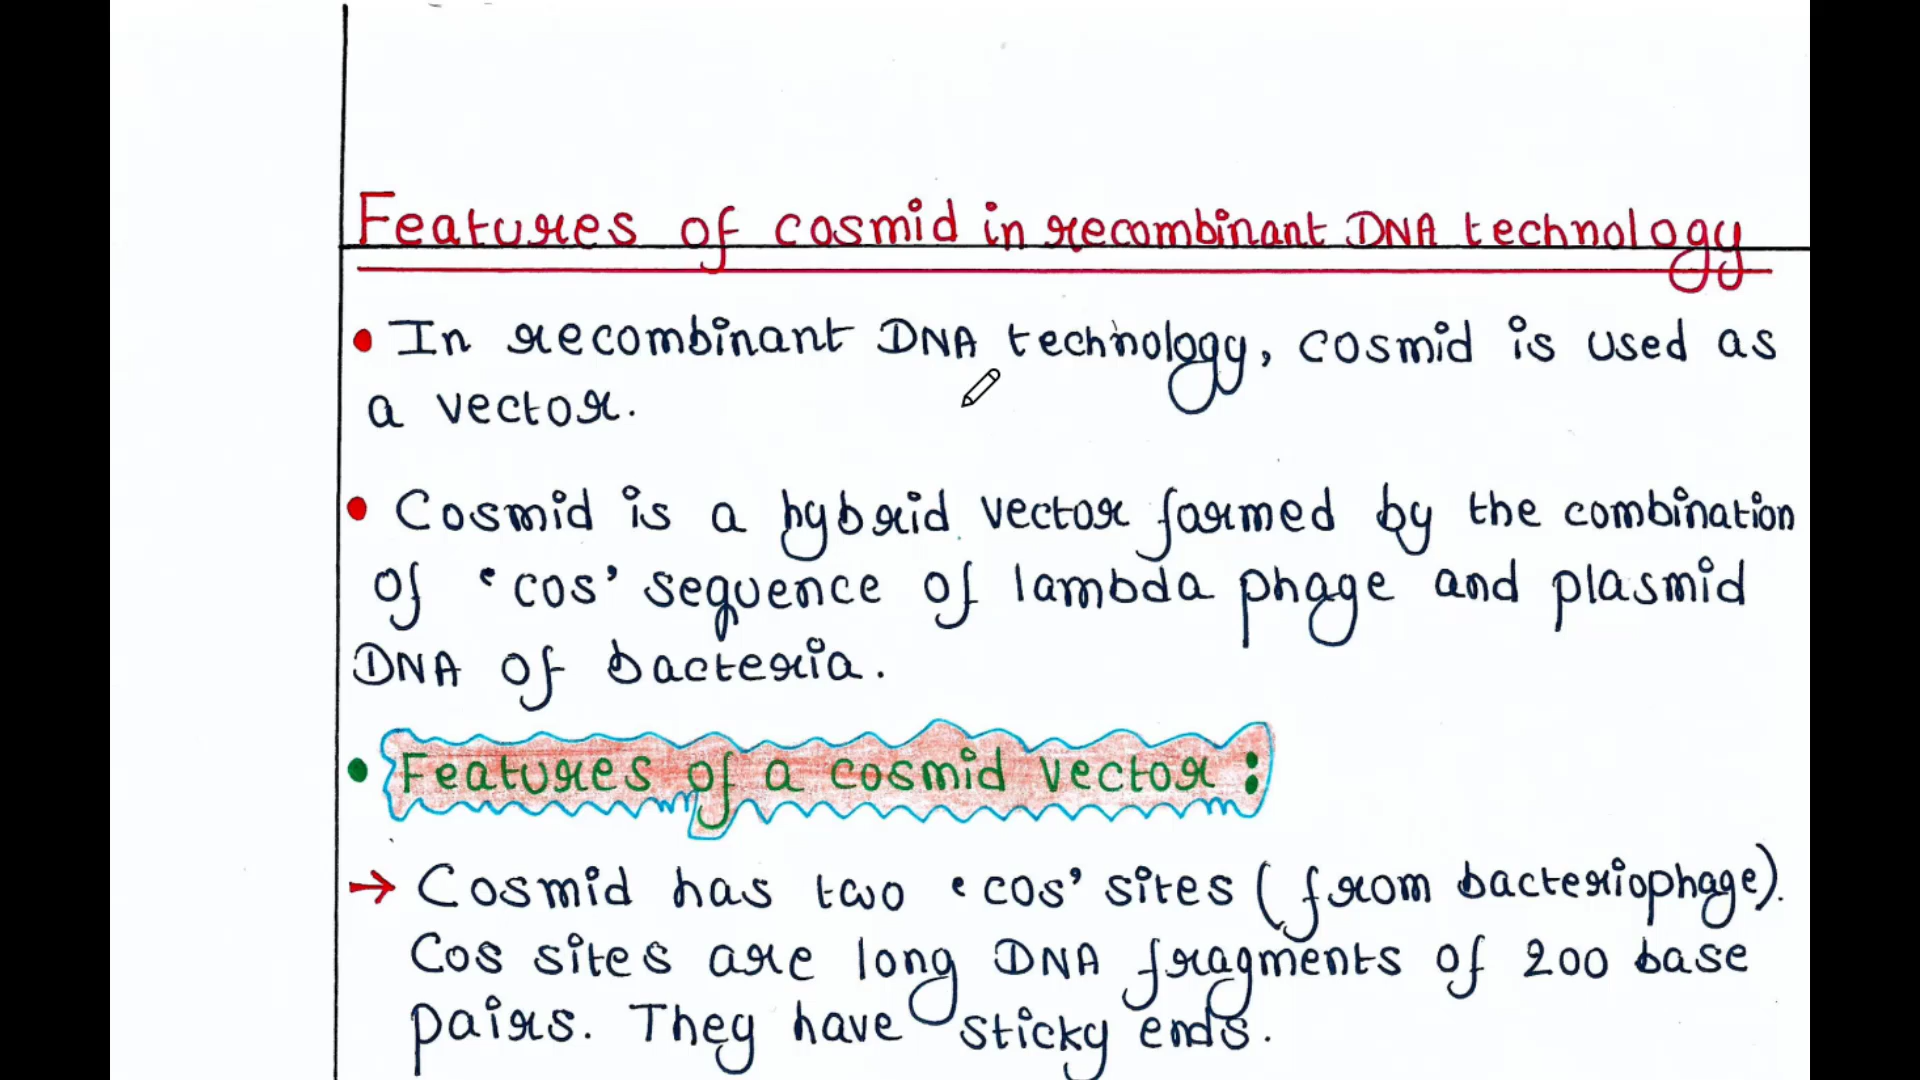 Features of cosmid in recombinant DNA technology
• In recombinant DNA technology, cosmid is used as
a vector.
• Cosmid is a hybrid vector formed by the combination
of 'cos' sequence of lambda phage and plasmid
DNA of bacteria.
• Features of a cosmid vector :
→ Cosmid has two 'cos' sites (from bacteriophage).
Cos sites are long DNA fragments of 200 base
pairs. They have sticky ends.